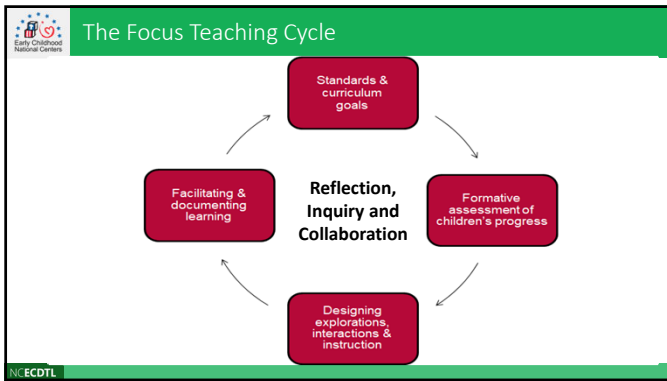 Early Childhood
National Centers
The Focus Teaching Cycle
Standards &
curriculum
goals
Facilitating &
documenting
learning
Reflection,
Inquiry and
Collaboration
Formative
assessment of
children's progress
Designing
explorations,
interactions &
instruction
NCECDTL